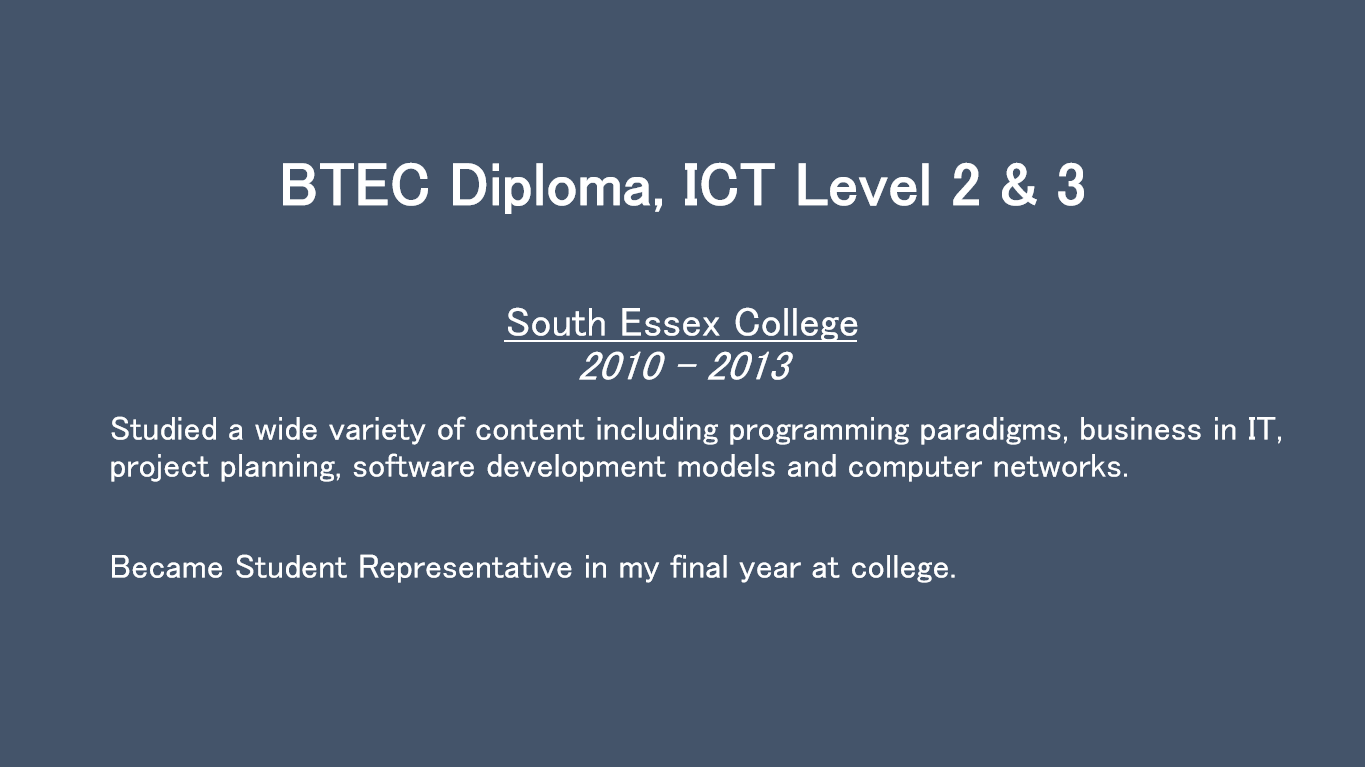 BTEC Diploma, ICT Level 2 & 3
South Essex College
2010 – 2013
Studied a wide variety of content including programming paradigms, business in IT,
project planning, software development models and computer networks.
Became Student Representative in my final year at college.